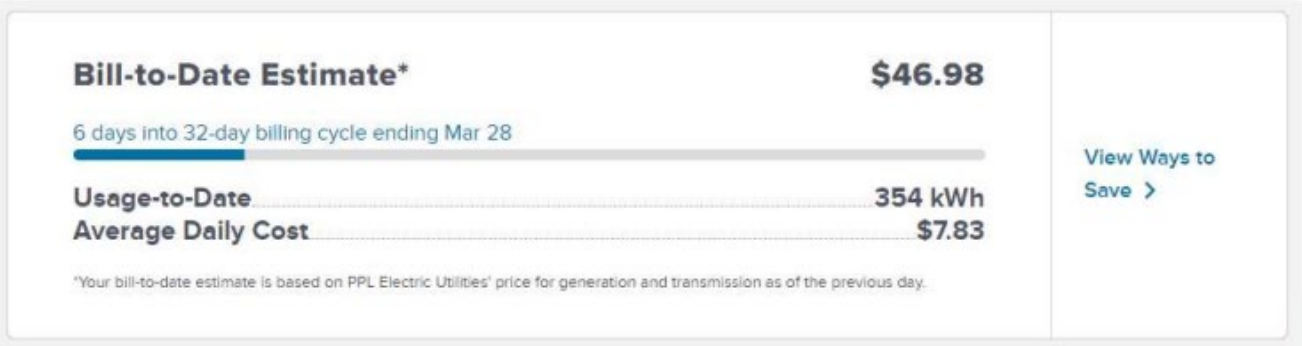 Bill-to-Date Estimate* $46.98
6 days into 32-day billing cycle ending Mar 28
View Ways to
Save >
Usage-to-Date 354 kWh
Average Daily Cost $7.83
*Your bill-to-date estimate is based on PPL Electric Utilities' price for generation and transmission as of the previous day.